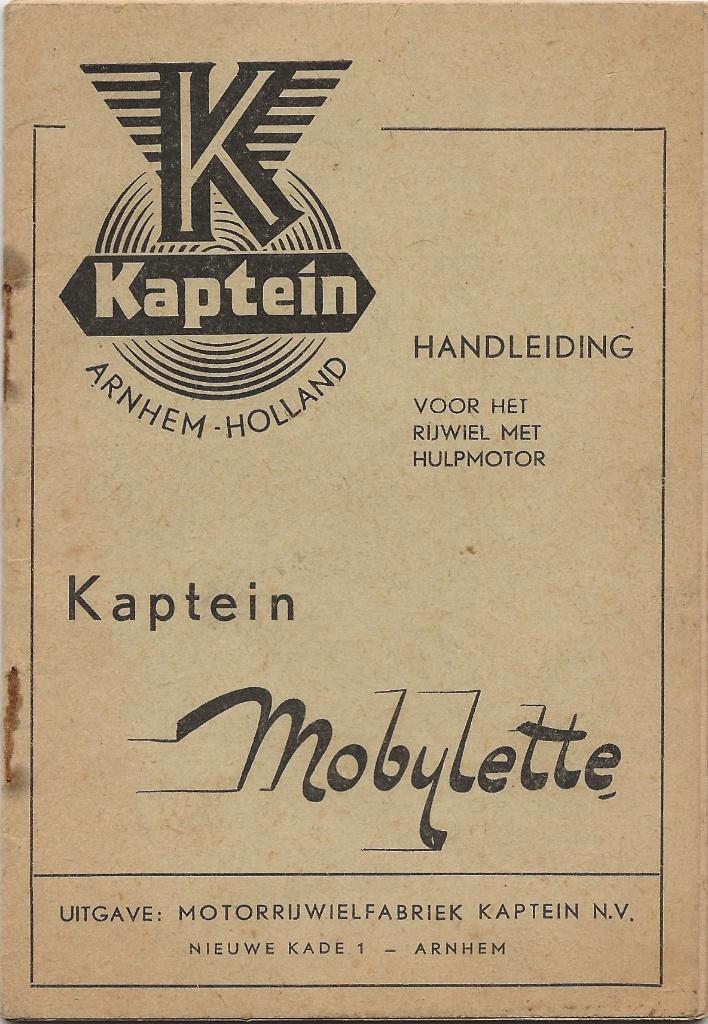 K
Kaptein
ARNHEM-HOLLAND
HANDLEIDING
VOOR HET
RIJWIEL MET
HULPMOTOR
Kaptein
Mobylette
UITGAVE: MOTORRIJWIELFABRIEK KAPTEIN N.V.
NIEUWE KADE 1 – ARNHEM